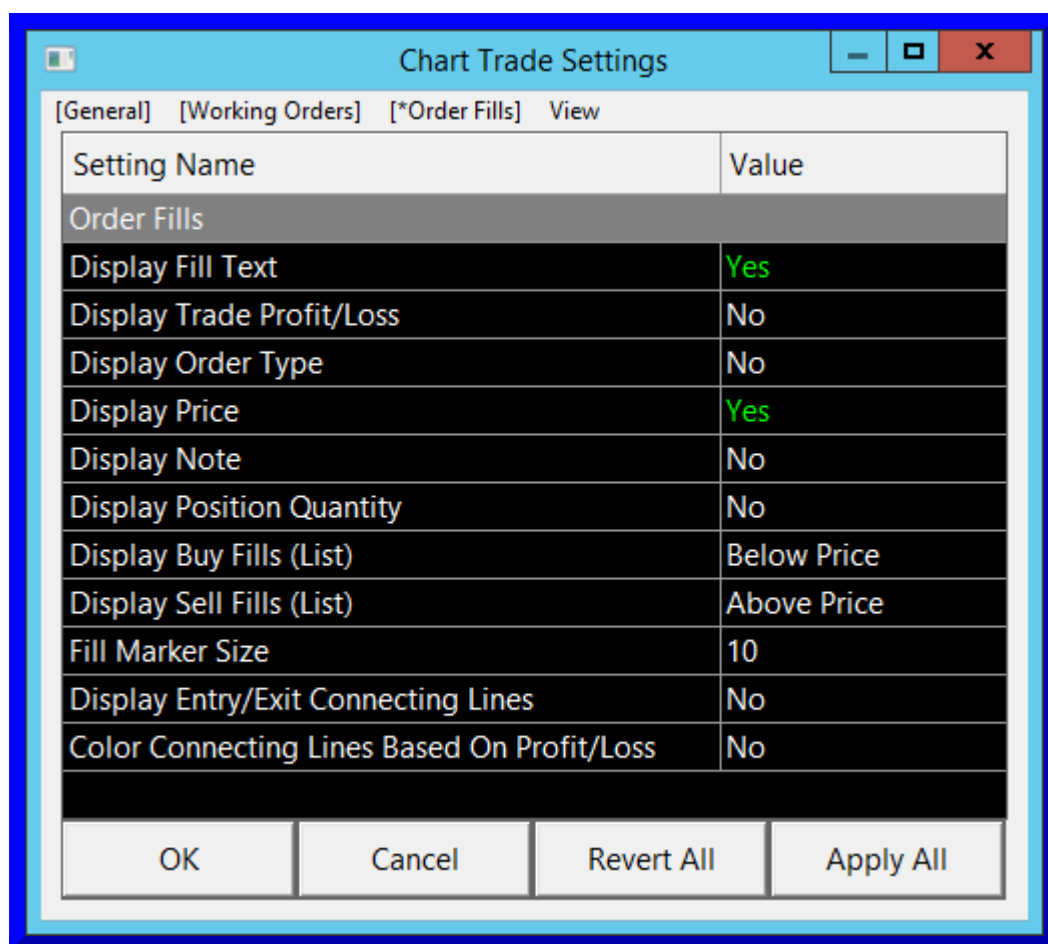 Chart Trade Settings
[General] [Working Orders] [*Order Fills] View
Setting Name Value
Order Fills
Display Fill Text Yes
Display Trade Profit/Loss No
Display Order Type No
Display Price Yes
Display Note No
Display Position Quantity No
Display Buy Fills (List) Below Price
Display Sell Fills (List) Above Price
Fill Marker Size 10
Display Entry/Exit Connecting Lines No
Color Connecting Lines Based On Profit/Loss No
OK Cancel Revert All Apply All